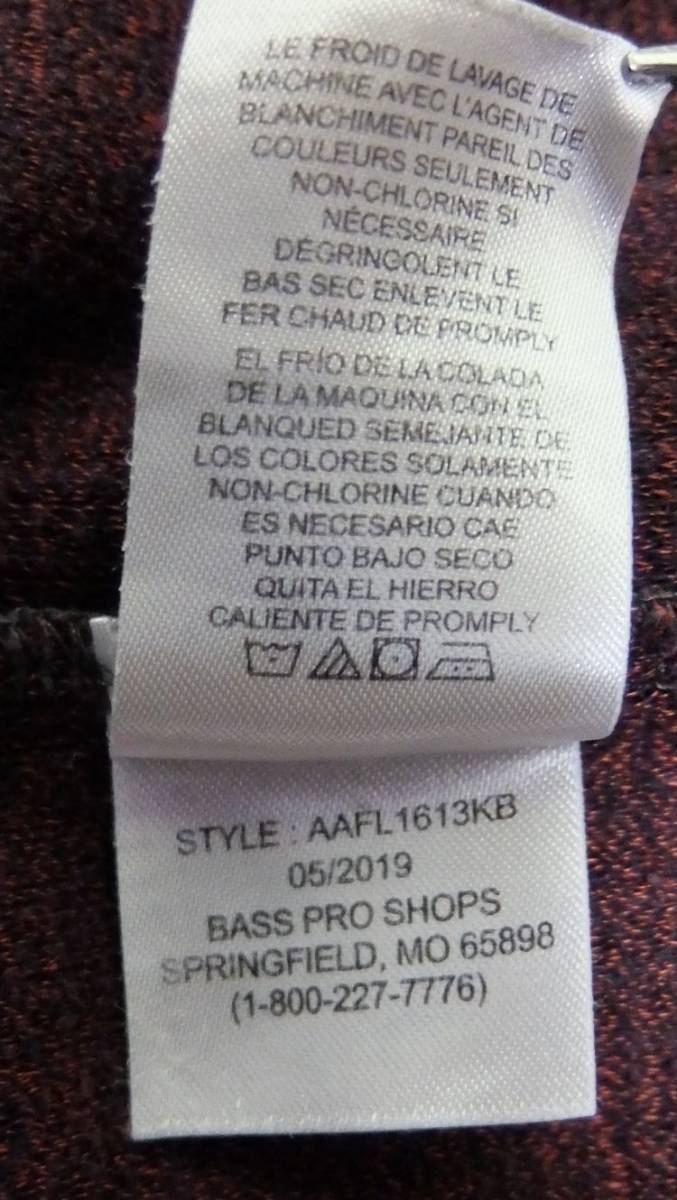 LE FROID DE LAVAGE DE
MACHINE AVEC L'AGENT DE
BLANCHIMENT PAREIL DES
COULEURS SEULEMENT
NON-CHLORINE SI
NÉCESSAIRE
DÉGRINGOLENT LE
BAS SEC ENLÈVENT LE
FER CHAUD DE PROMPLY
EL FRÍO DE LA COLADA
DE LA MAQUINA CON EL
BLANQUED SEMEJANTE DE
LOS COLORES SOLAMENTE
NON-CHLORINE CUANDO
ES NECESARIO CAE
PUNTO BAJO SECO
QUITA EL HIERRO
CALIENTE DE PROMPLY
STYLE : AAFL1613KB
05/2019
BASS PRO SHOPS
SPRINGFIELD, MO 65898
(1-800-227-7776)